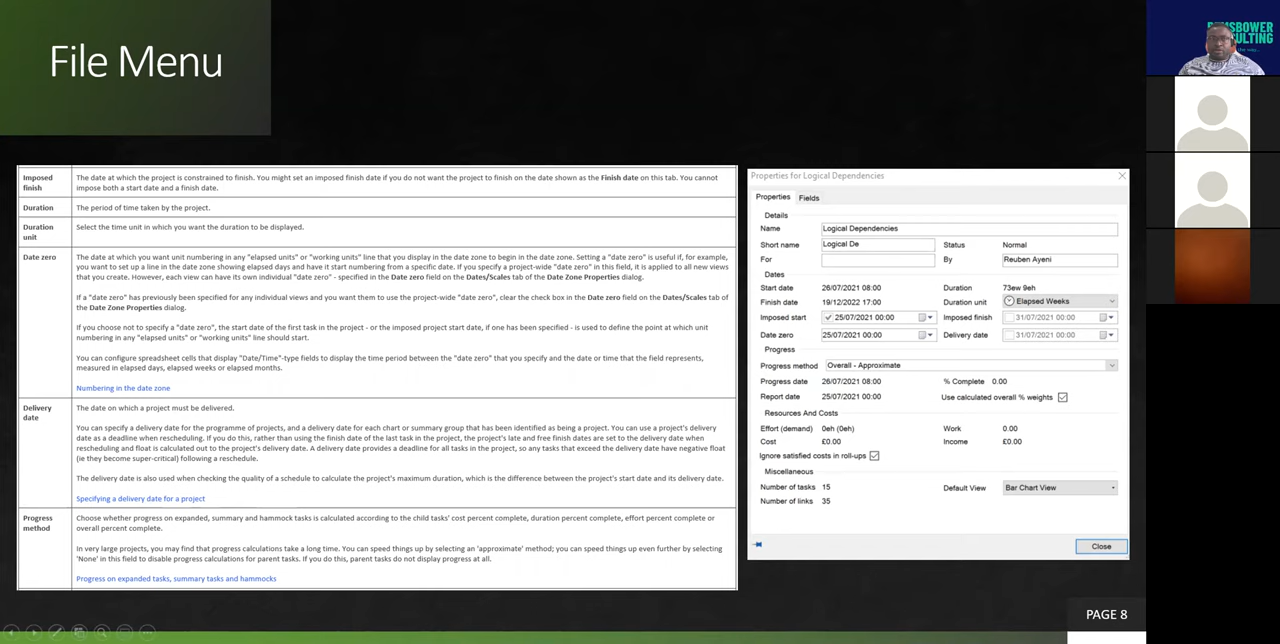 File Menu
Imposed finish
The date at which the project is constrained to finish. You might set an imposed finish date if you do not want the project to finish on the date shown as the Finish date on this tab. You cannot
impose both a start date and a finish date.
Duration
The period of time taken by the project.
Duration unit
Select the time unit in which you want the duration to be displayed.
Date zero
The date at which you want unit numbering in any "elapsed units" or "working units" line that you display in the date zone to begin in the date zone. Setting a "date zero" is useful if, for example,
you want to set up a line in the date zone showing elapsed days and have it start numbering from a specific date. If you specify a project-wide "date zero" in this field, it is applied to all new views
that you create. However, each view can have its own individual "date zero" - specified in the Date zero field on the Dates/Scales tab of the Date Zone Properties dialog.
If a "date zero" has previously been specified for any individual views and you want them to use the project-wide "date zero", clear the check box in the Date zero field on the Dates/Scales tab of
the Date Zone Properties dialog.
If you choose not to specify a "date zero", the start date of the first task in the project - or the imposed project start date, if one has been specified - is used to define the point at which unit
numbering in any "elapsed units" or "working units" line should start.
You can configure spreadsheet cells that display "Date/Time"-type fields to display the time period between the "date zero" that you specify and the date or time that the field represents,
measured in elapsed days, elapsed weeks or elapsed months.
Numbering in the date zone
Delivery date
The date on which a project must be delivered.
You can specify a delivery date for the programme of projects, and a delivery date for each chart or summary group that has been identified as being a project. You can use a project's delivery
date as a deadline when rescheduling. If you do this, rather than using the finish date of the last task in the project, the project's late and free finish dates are set to the delivery date when
rescheduling and float is calculated out to the project's delivery date. A delivery date provides a deadline for all tasks in the project, so any tasks that exceed the delivery date have negative float
(ie they become super-critical) following a reschedule.
The delivery date is also used when checking the quality of a schedule to calculate the project's maximum duration, which is the difference between the project's start date and its delivery date.
Specifying a delivery date for a project
Progress method
Choose whether progress on expanded, summary and hammock tasks is calculated according to the child tasks' cost percent complete, duration percent complete, effort percent complete or
overall percent complete.
In very large projects, you may find that progress calculations take a long time. You can speed things up by selecting an 'approximate' method; you can speed things up even further by selecting
'None' in this field to disable progress calculations for parent tasks. If you do this, parent tasks do not display progress at all.
Progress on expanded tasks, summary tasks and hammocks
Properties for Logical Dependencies
Properties Fields
Details
Name Logical Dependencies
Short name Logical De Status Normal
For By Reuben Ayeni
Dates
Start date 26/07/2021 08:00 Duration 73ew 9eh
Finish date 19/12/2022 17:00 Duration unit Elapsed Weeks
Imposed start 25/07/2021 00:00 Imposed finish 31/07/2021 00:00
Date zero 25/07/2021 00:00 Delivery date 31/07/2021 00:00
Progress
Progress method Overall - Approximate
Progress date 26/07/2021 08:00 % Complete 0.00
Report date 25/07/2021 00:00 Use calculated overall % weights
Resources And Costs
Effort (demand) 0eh (0eh) Work 0.00
Cost £0.00 Income £0.00
Ignore satisfied costs in roll-ups
Miscellaneous
Number of tasks 15 Default View Bar Chart View
Number of links 35
Close
PAGE 8